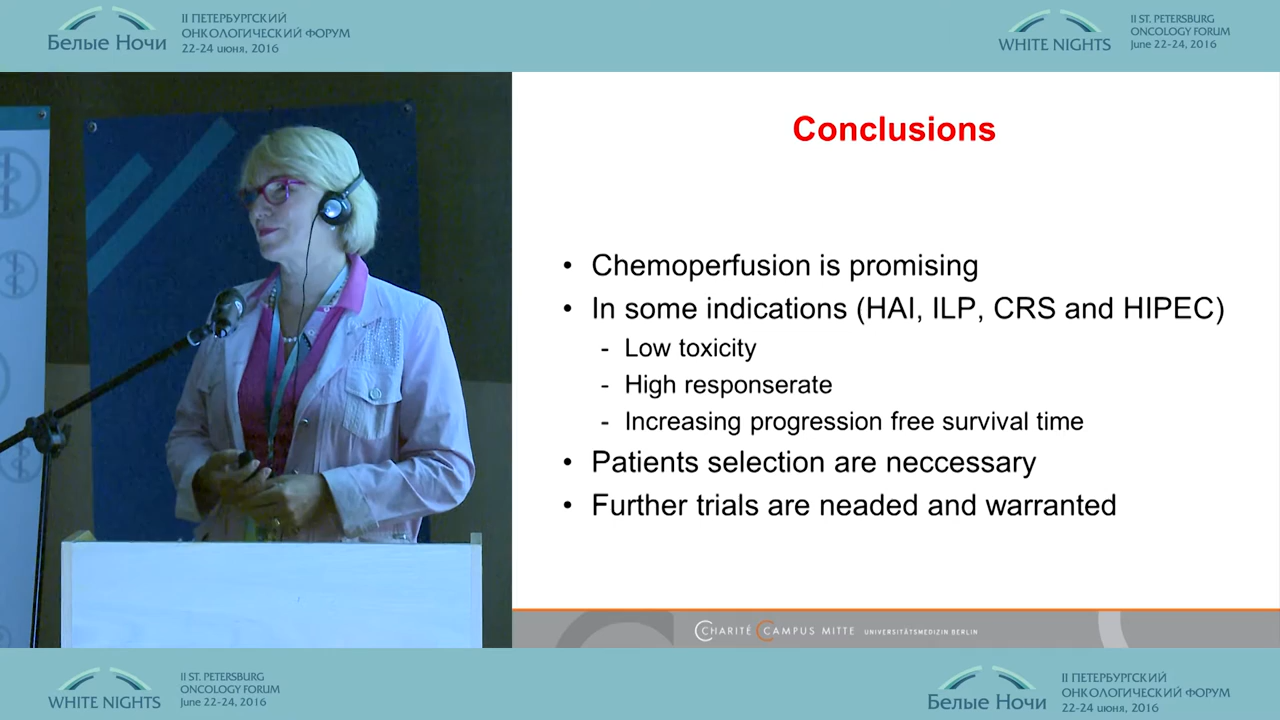 Белые Ночи
II ПЕТЕРБУРГСКИЙ
ОНКОЛОГИЧЕСКИЙ ФОРУМ
22-24 июня, 2016
WHITE NIGHTS
II ST. PETERSBURG
ONCOLOGY FORUM
June 22-24, 2016
Conclusions
• Chemoperfusion is promising
• In some indications (HAI, ILP, CRS and HIPEC)
- Low toxicity
- High responserate
- Increasing progression free survival time
• Patients selection are neccessary
• Further trials are neaded and warranted
CHARITÉ CAMPUS MITTE UNIVERSITÄTSMEDIZIN BERLIN
WHITE NIGHTS
II ST. PETERSBURG
ONCOLOGY FORUM
June 22-24, 2016
Белые Ночи
II ПЕТЕРБУРГСКИЙ
ОНКОЛОГИЧЕСКИЙ ФОРУМ
22-24 июня, 2016